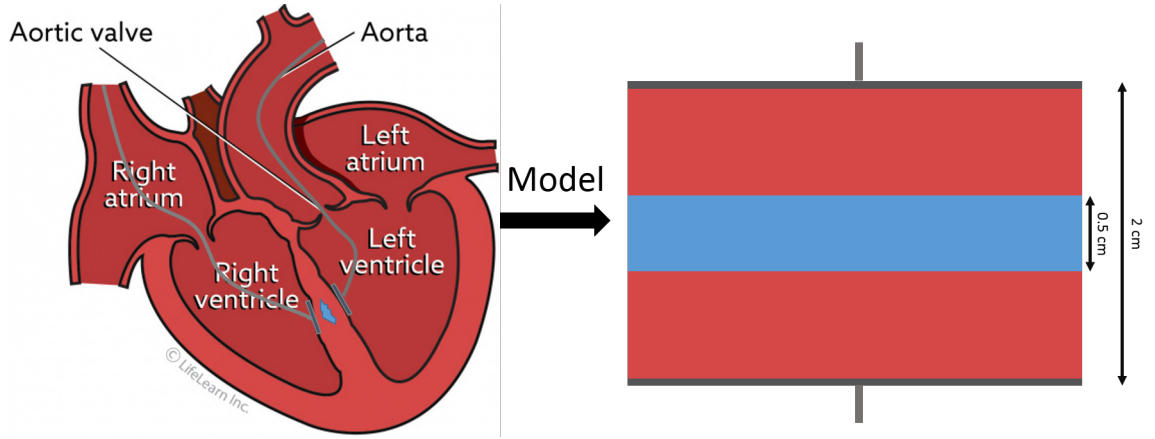 Aortic valve
Aorta
Left
atrium
Right
atrium
Left
ventricle
Right
ventricle
© LifeLearn Inc.
Model
0.5 cm
2 cm